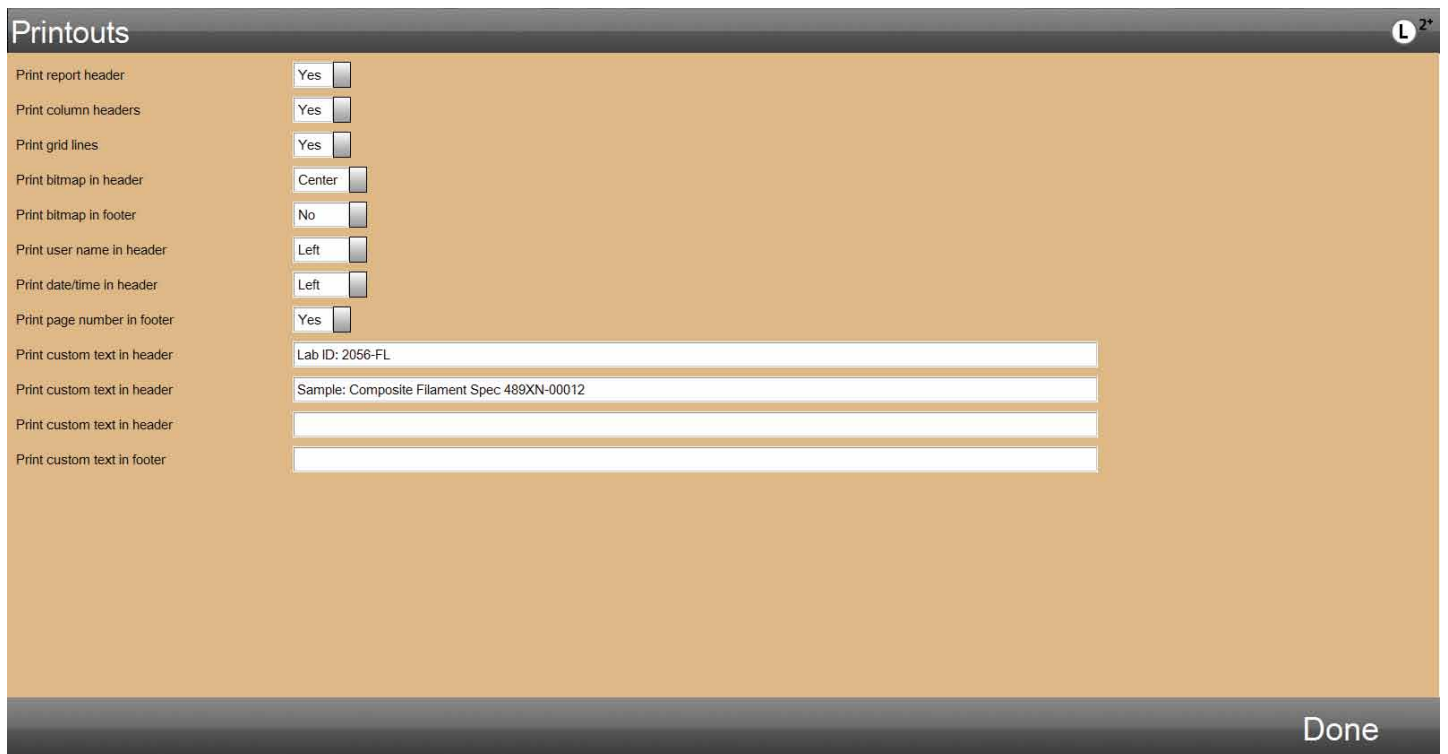 Printouts
L 2+
Print report header Yes
Print column headers Yes
Print grid lines Yes
Print bitmap in header Center
Print bitmap in footer No
Print user name in header Left
Print date/time in header Left
Print page number in footer Yes
Print custom text in header Lab ID: 2056-FL
Print custom text in header Sample: Composite Filament Spec 489XN-00012
Print custom text in header
Print custom text in footer
Done